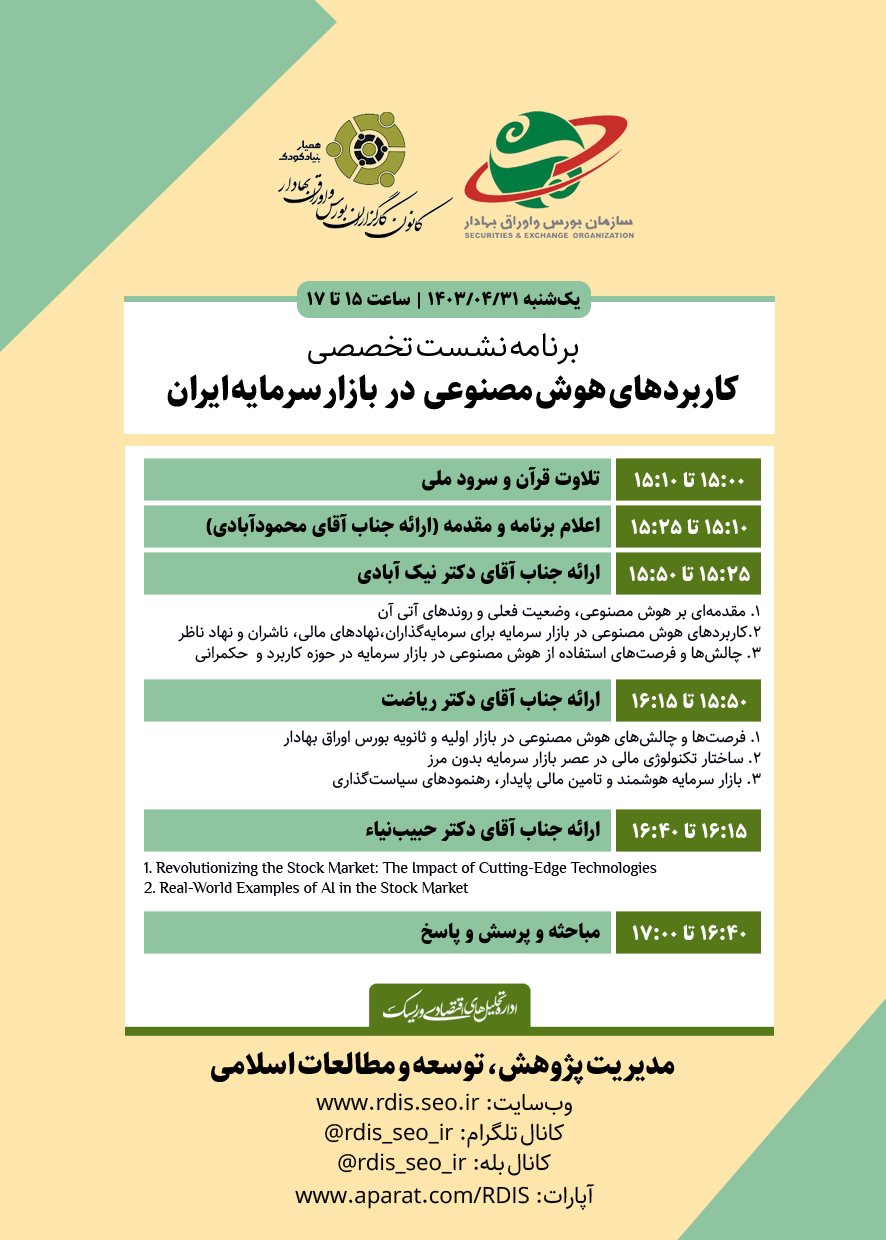 همیار
بنیاد کودک
کانون کارگزاران بورس و اوراق بهادار
سازمان بورس و اوراق بهادار
SECURITIES & EXCHANGE ORGANIZATION
یک‌شنبه ۱۴۰۳/۰۴/۳۱ | ساعت ۱۵ تا ۱۷
برنامه نشست تخصصی
کاربردهای هوش مصنوعی در بازار سرمایه ایران
۱۵:۰۰ تا ۱۵:۱۰ تلاوت قرآن و سرود ملی
۱۵:۱۰ تا ۱۵:۲۵ اعلام برنامه و مقدمه (ارائه جناب آقای محمودآبادی)
۱۵:۲۵ تا ۱۵:۵۰ ارائه جناب آقای دکتر نیک آبادی
۱. مقدمه‌ای بر هوش مصنوعی، وضعیت فعلی و روندهای آتی آن
۲.کاربردهای هوش مصنوعی در بازار سرمایه برای سرمایه‌گذاران،نهادهای مالی، ناشران و نهاد ناظر
۳. چالش‌ها و فرصت‌های استفاده از هوش مصنوعی در بازار سرمایه در حوزه کاربرد و حکمرانی
۱۵:۵۰ تا ۱۶:۱۵ ارائه جناب آقای دکتر ریاضت
۱. فرصت‌ها و چالش‌های هوش مصنوعی در بازار اولیه و ثانویه بورس اوراق بهادار
۲. ساختار تکنولوژی مالی در عصر بازار سرمایه بدون مرز
۳. بازار سرمایه هوشمند و تامین مالی پایدار، رهنمودهای سیاست‌گذاری
۱۶:۱۵ تا ۱۶:۴۰ ارائه جناب آقای دکتر حبیب‌نیاء
1. Revolutionizing the Stock Market: The Impact of Cutting-Edge Technologies
2. Real-World Examples of AI in the Stock Market
۱۶:۴۰ تا ۱۷:۰۰ مباحثه و پرسش و پاسخ
اداره تحلیل‌های اقتصادی و ریسک
مدیریت پژوهش، توسعه و مطالعات اسلامی
وب‌سایت: www.rdis.seo.ir
کانال تلگرام: @rdis_seo_ir
کانال بله: @rdis_seo_ir
آپارات: www.aparat.com/RDIS